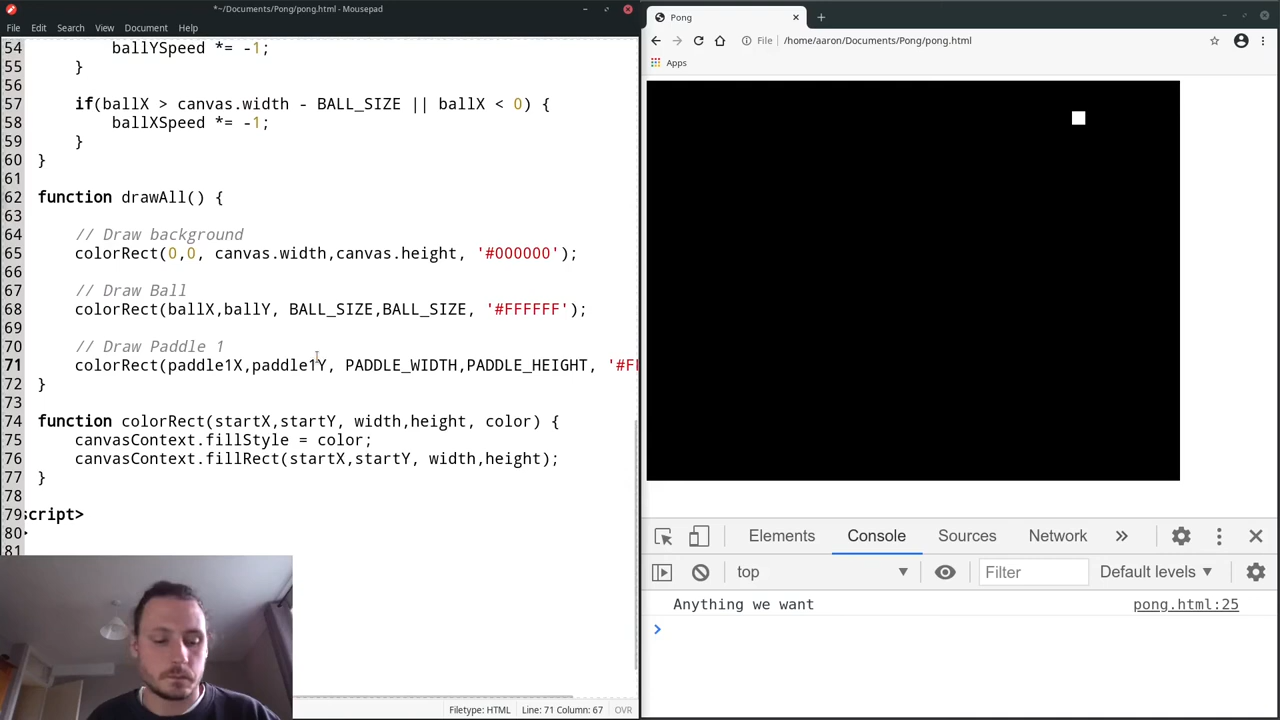 *~/Documents/Pong/pong.html - Mousepad
File Edit Search View Document Help
54 ballYSpeed *= -1;
55 }
56
57 if(ballX > canvas.width - BALL_SIZE || ballX < 0) {
58 ballXSpeed *= -1;
59 }
60 }
61
62 function drawAll() {
63
64 // Draw background
65 colorRect(0,0, canvas.width,canvas.height, '#000000');
66
67 // Draw Ball
68 colorRect(ballX,ballY, BALL_SIZE,BALL_SIZE, '#FFFFFF');
69
70 // Draw Paddle 1
71 colorRect(paddle1X,paddle1Y, PADDLE_WIDTH,PADDLE_HEIGHT, '#F
72 }
73
74 function colorRect(startX,startY, width,height, color) {
75 canvasContext.fillStyle = color;
76 canvasContext.fillRect(startX,startY, width,height);
77 }
78
79 script>
80 >
81
Filetype: HTML Line: 71 Column: 67 OVR
Pong
File /home/aaron/Documents/Pong/pong.html
Apps
Elements Console Sources Network
top Filter Default levels
Anything we want pong.html:25